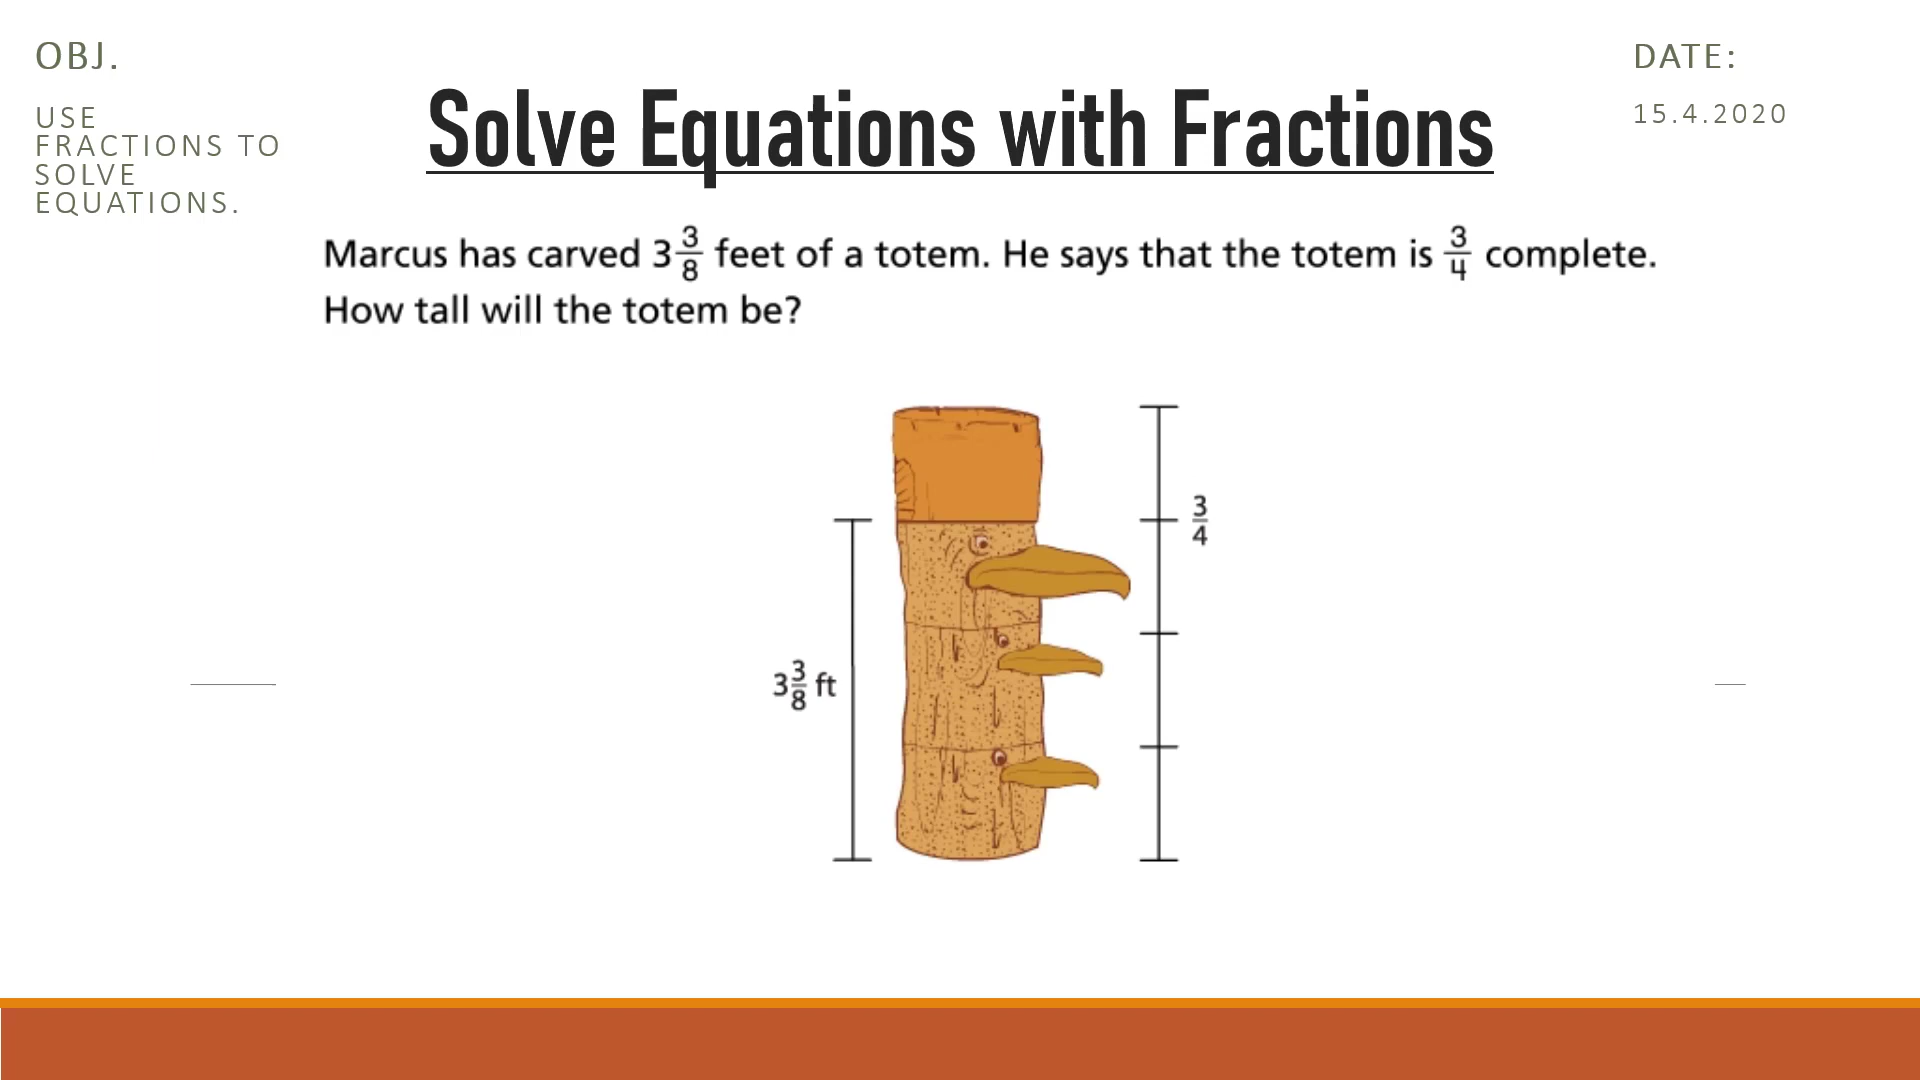 OBJ.
USE
FRACTIONS TO
SOLVE
EQUATIONS.
Solve Equations with Fractions
DATE:
15.4.2020
Marcus has carved 3 3/8 feet of a totem. He says that the totem is 3/4 complete.
How tall will the totem be?
3/4
3 3/8 ft